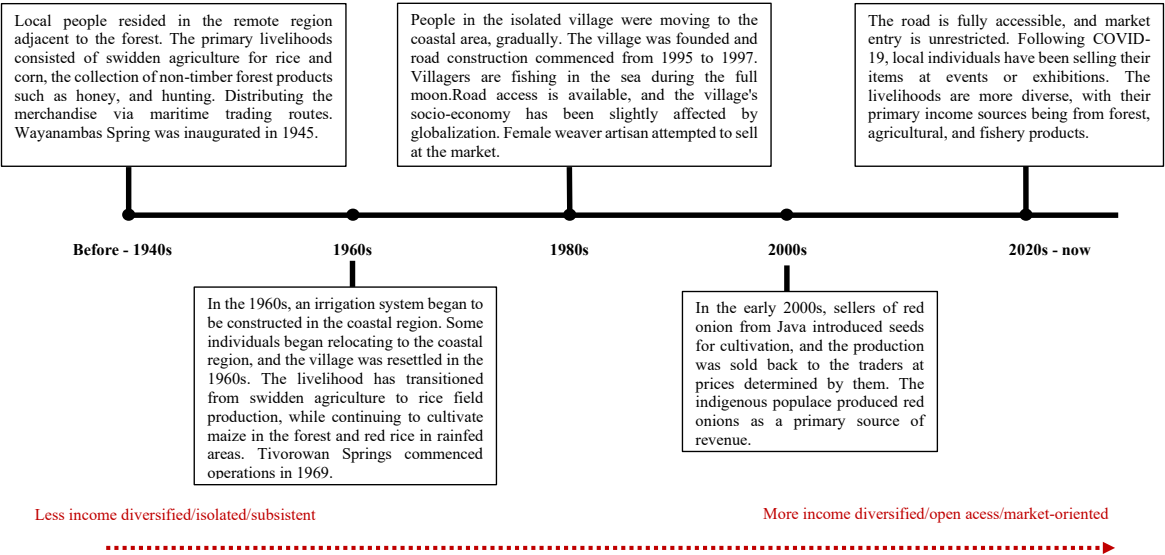 Local people resided in the remote region
adjacent to the forest. The primary livelihoods
consisted of swidden agriculture for rice and
corn, the collection of non-timber forest products
such as honey, and hunting. Distributing the
merchandise via maritime trading routes.
Wayanambas Spring was inaugurated in 1945.
People in the isolated village were moving to the
coastal area, gradually. The village was founded and
road construction commenced from 1995 to 1997.
Villagers are fishing in the sea during the full
moon.Road access is available, and the village's
socio-economy has been slightly affected by
globalization. Female weaver artisan attempted to sell
at the market.
The road is fully accessible, and market
entry is unrestricted. Following COVID-
19, local individuals have been selling their
items at events or exhibitions. The
livelihoods are more diverse, with their
primary income sources being from forest,
agricultural, and fishery products.
Before - 1940s
1960s
1980s
2000s
2020s - now
In the 1960s, an irrigation system began to
be constructed in the coastal region. Some
individuals began relocating to the coastal
region, and the village was resettled in the
1960s. The livelihood has transitioned
from swidden agriculture to rice field
production, while continuing to cultivate
maize in the forest and red rice in rainfed
areas. Tivorowan Springs commenced
operations in 1969.
In the early 2000s, sellers of red
onion from Java introduced seeds
for cultivation, and the production
was sold back to the traders at
prices determined by them. The
indigenous populace produced red
onions as a primary source of
revenue.
Less income diversified/isolated/subsistent
More income diversified/open acess/market-oriented